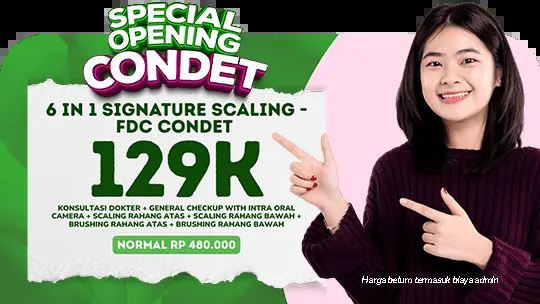 SPECIAL
OPENING
CONDET
6 IN 1 SIGNATURE SCALING -
FDC CONDET
129K
KONSULTASI DOKTER + GENERAL CHECKUP WITH INTRA ORAL
CAMERA + SCALING RAHANG ATAS + SCALING RAHANG BAWAH +
BRUSHING RAHANG ATAS + BRUSHING RAHANG BAWAH
NORMAL RP 480.000
Harga belum termasuk biaya admin